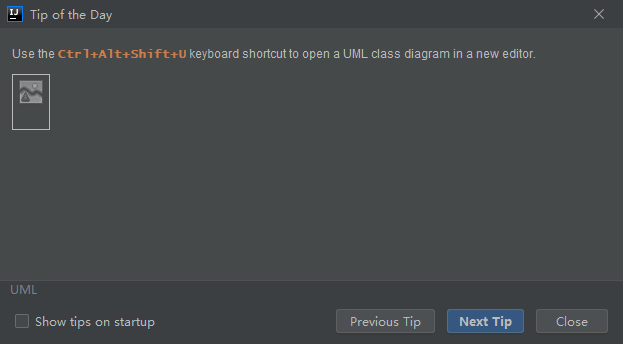 IJ
Tip of the Day
Use the Ctrl+Alt+Shift+U keyboard shortcut to open a UML class diagram in a new editor.
UML
Show tips on startup
Previous Tip
Next Tip
Close